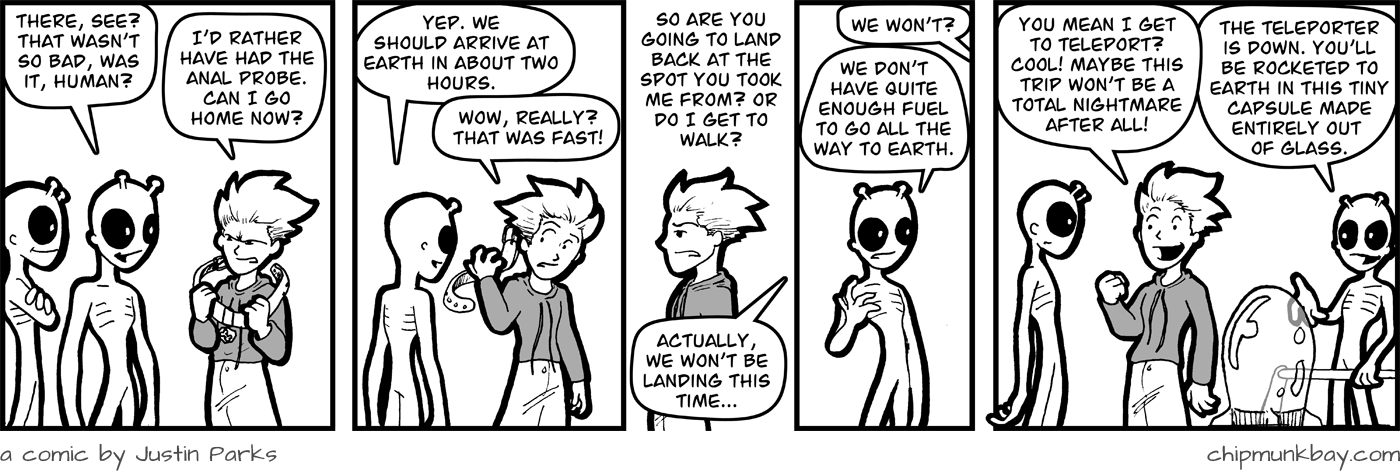 THERE, SEE?
THAT WASN'T
SO BAD, WAS
IT, HUMAN?
I'D RATHER
HAVE HAD THE
ANAL PROBE.
CAN I GO
HOME NOW?
YEP. WE
SHOULD ARRIVE AT
EARTH IN ABOUT TWO
HOURS.
WOW, REALLY?
THAT WAS FAST!
SO ARE YOU
GOING TO LAND
BACK AT THE
SPOT YOU TOOK
ME FROM? OR
DO I GET TO
WALK?
ACTUALLY,
WE WON'T BE
LANDING THIS
TIME...
WE WON'T?
WE DON'T
HAVE QUITE
ENOUGH FUEL
TO GO ALL THE
WAY TO EARTH.
YOU MEAN I GET
TO TELEPORT?
COOL! MAYBE THIS
TRIP WON'T BE A
TOTAL NIGHTMARE
AFTER ALL!
THE TELEPORTER
IS DOWN. YOU'LL
BE ROCKETED TO
EARTH IN THIS TINY
CAPSULE MADE
ENTIRELY OUT
OF GLASS.
a comic by Justin Parks
chipmunkbay.com